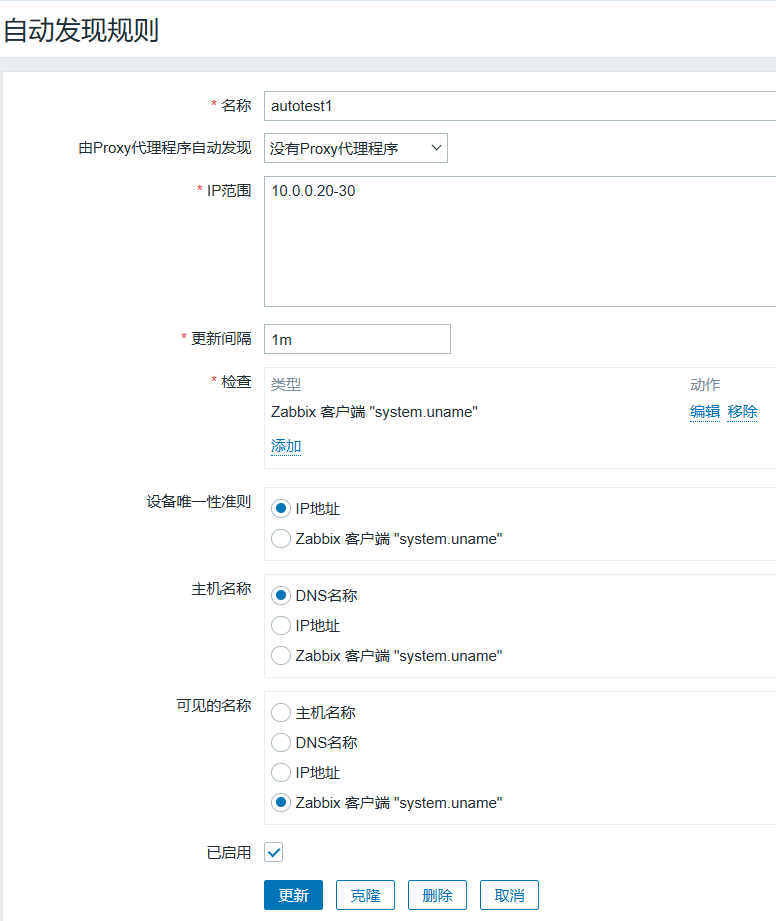 自动发现规则
* 名称 autotest1
由Proxy代理程序自动发现 没有Proxy代理程序
* IP范围 10.0.0.20-30
* 更新间隔 1m
* 检查 类型 动作
Zabbix 客户端 "system.uname" 编辑 移除
添加
设备唯一性准则 IP地址
Zabbix 客户端 "system.uname"
主机名称 DNS名称
IP地址
Zabbix 客户端 "system.uname"
可见的名称 主机名称
DNS名称
IP地址
Zabbix 客户端 "system.uname"
已启用
更新 克隆 删除 取消